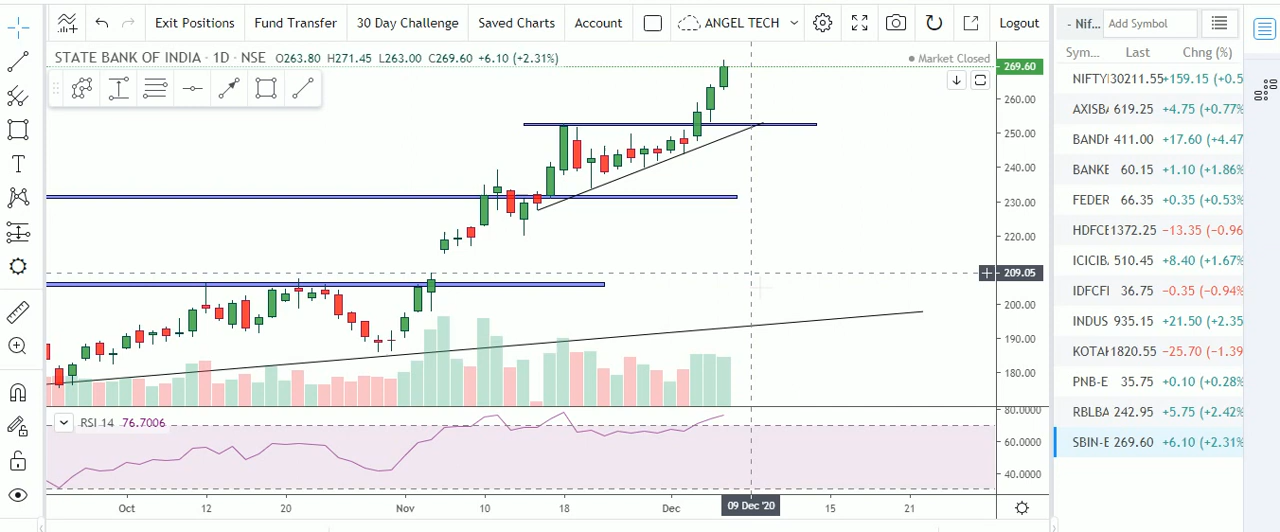 Exit Positions Fund Transfer 30 Day Challenge Saved Charts Account ANGEL TECH Logout
- Nif... Add Symbol
STATE BANK OF INDIA · 1D · NSE O263.80 H271.45 L263.00 C269.60 +6.10 (+2.31%)
Market Closed
Sym... Last Chng (%)
269.60
260.00
250.00
240.00
230.00
220.00
209.05
200.00
190.00
180.00
NIFTY 30211.55 +159.15 (+0.5
AXISBA 619.25 +4.75 (+0.77%
BANDH 411.00 +17.60 (+4.47
BANKE 60.15 +1.10 (+1.86%
FEDER 66.35 +0.35 (+0.53%
HDFCE 1372.25 −13.35 (−0.96
ICICIB, 510.45 +8.40 (+1.67%
IDFCFI 36.75 −0.35 (−0.94%
INDUS 935.15 +21.50 (+2.35
KOTAH 1820.55 −25.70 (−1.39
PNB-E 35.75 +0.10 (+0.28%
RBLBA 242.95 +5.75 (+2.42%
SBIN-E 269.60 +6.10 (+2.31%
RSI 14 76.7006
80.0000
60.0000
40.0000
Oct 12 20 Nov 10 18 Dec 09 Dec '20 15 21